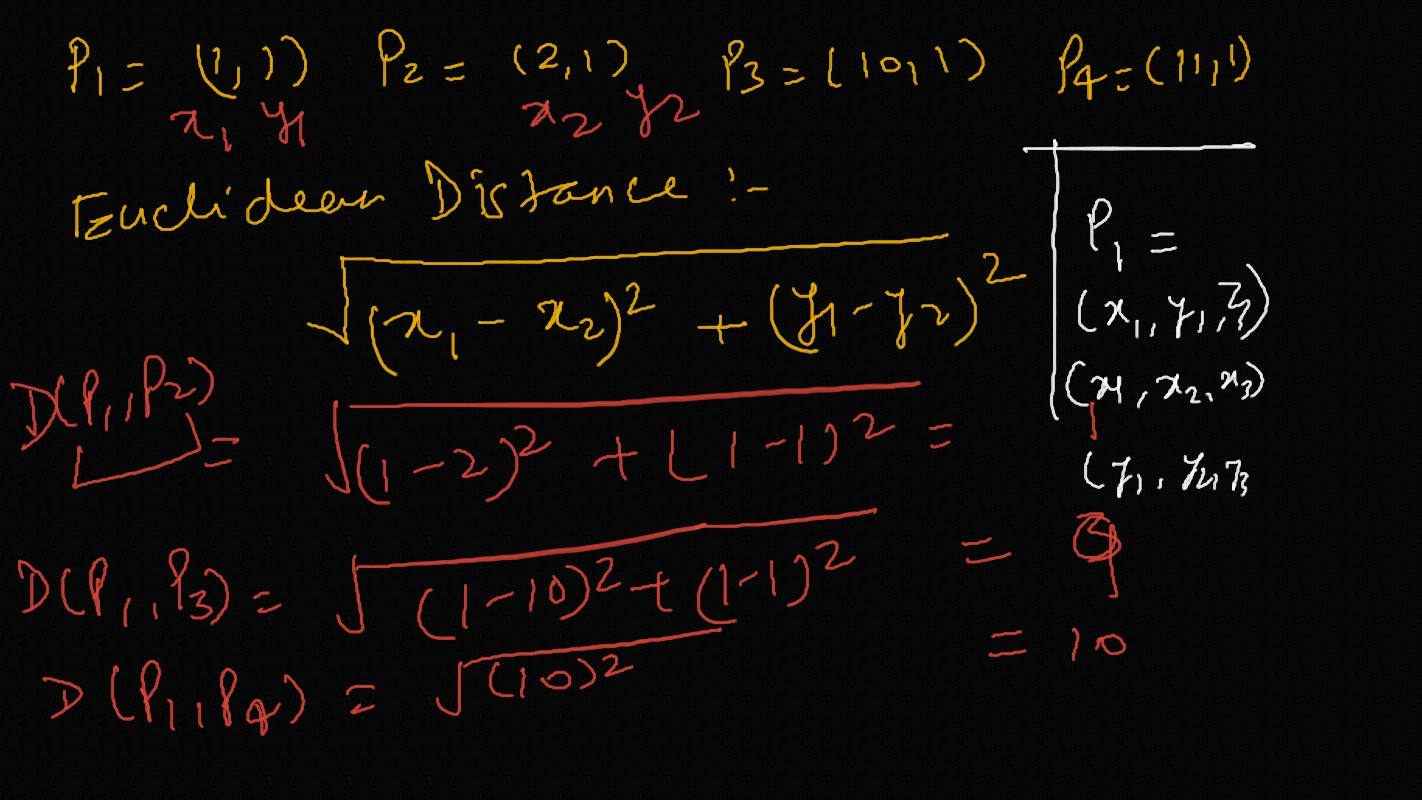 P1 = (1, 1) P2 = (2, 1) P3 = (10, 1) P4 = (11, 1)
x1 y1 x2 y2
Euclidean Distance :-
√(x1 - x2)² + (y1 - y2)²
P1 =
(x1, y1, z1)
(x1, x2, x3)
(y1, y2, y3
D(P1, P2) = √(1 - 2)² + (1 - 1)² = 1
D(P1, P3) = √(1 - 10)² + (1 - 1)² = 9
D(P1, P4) = √(10)² = 10